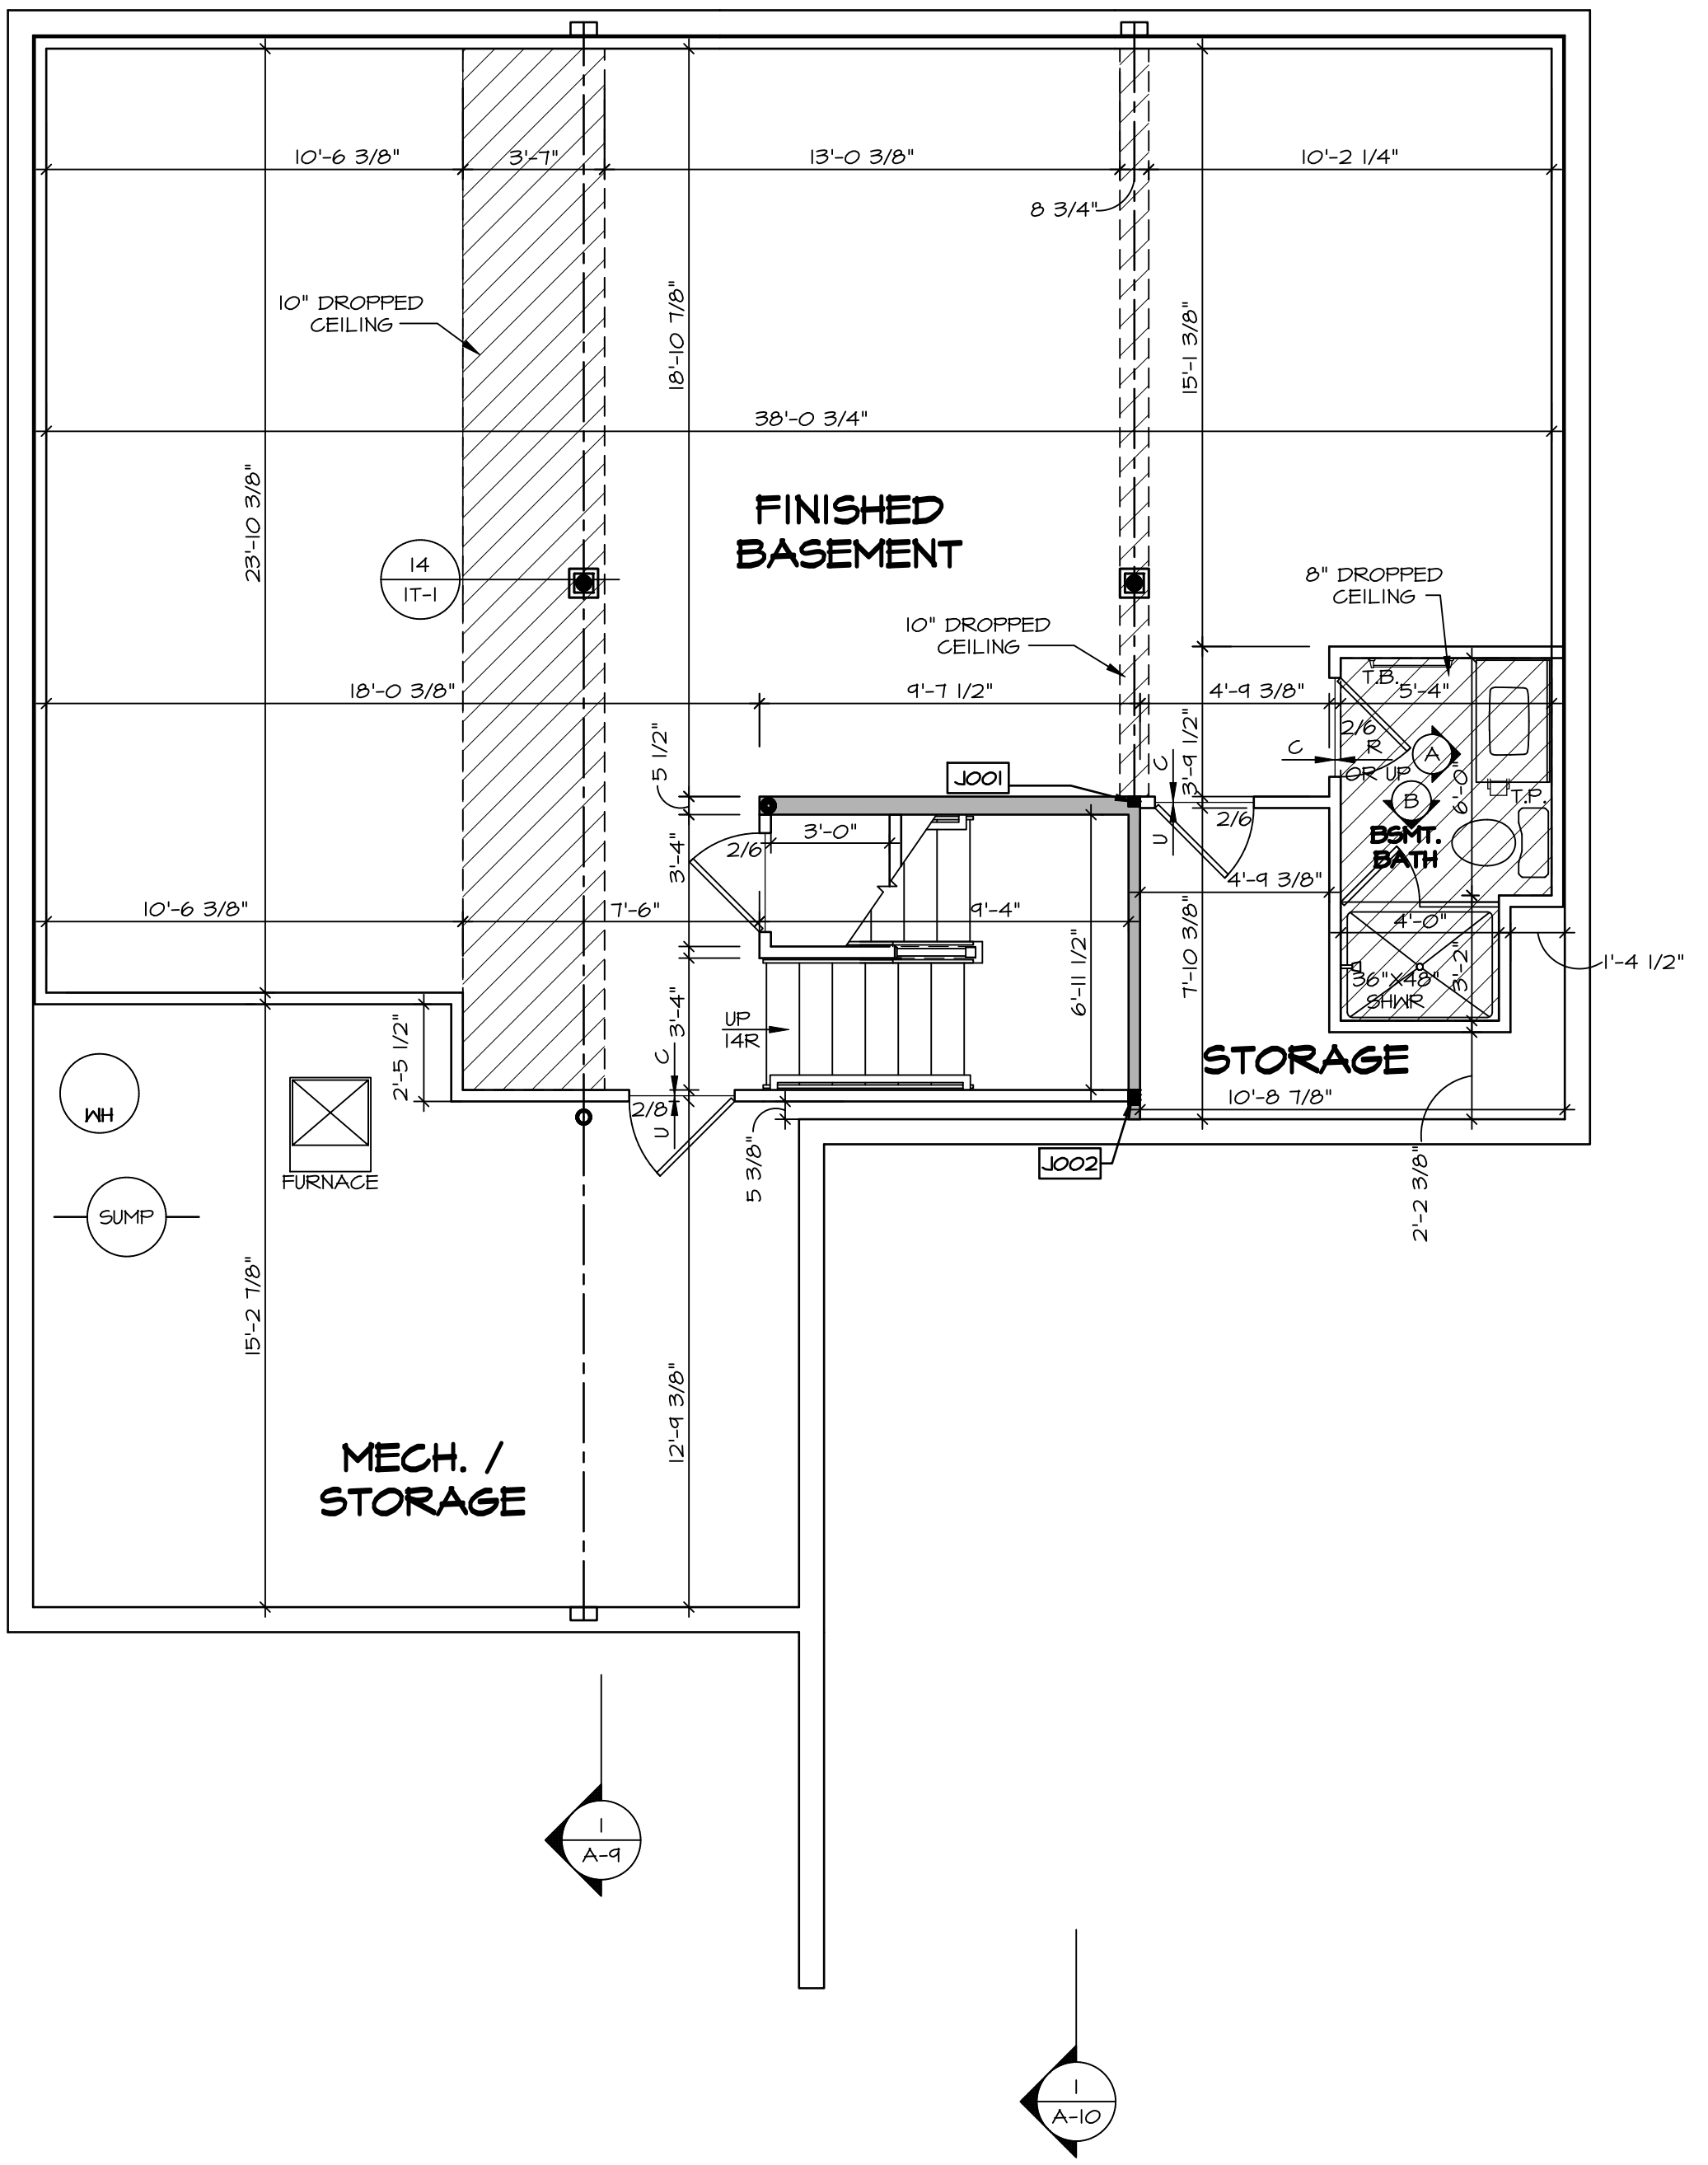 10'-6 3/8"
3'-7"
13'-0 3/8"
10'-2 1/4"
8 3/4"
10" DROPPED
CEILING
18'-10 7/8"
15'-1 3/8"
38'-0 3/4"
23'-10 3/8"
FINISHED
BASEMENT
14
1T-1
8" DROPPED
CEILING
10" DROPPED
CEILING
18'-0 3/8"
9'-7 1/2"
4'-9 3/8"
T.B.
5'-4"
2/6
5 1/2"
J001
C
3'-9 1/2"
C
R
OR UP
A
B
6'-0"
T.P.
U
2/6
BSMT.
BATH
3'-0"
2/6
3'-4"
4'-9 3/8"
10'-6 3/8"
7'-6"
9'-4"
4'-0"
7'-10 3/8"
6'-11 1/2"
3'-2"
36"X48"
SHWR
1'-4 1/2"
3'-4"
UP
14R
2'-5 1/2"
C
STORAGE
WH
2/8
U
10'-8 7/8"
5 3/8"
J002
2'-2 3/8"
FURNACE
SUMP
15'-2 7/8"
12'-9 3/8"
MECH. /
STORAGE
1
A-9
1
A-10